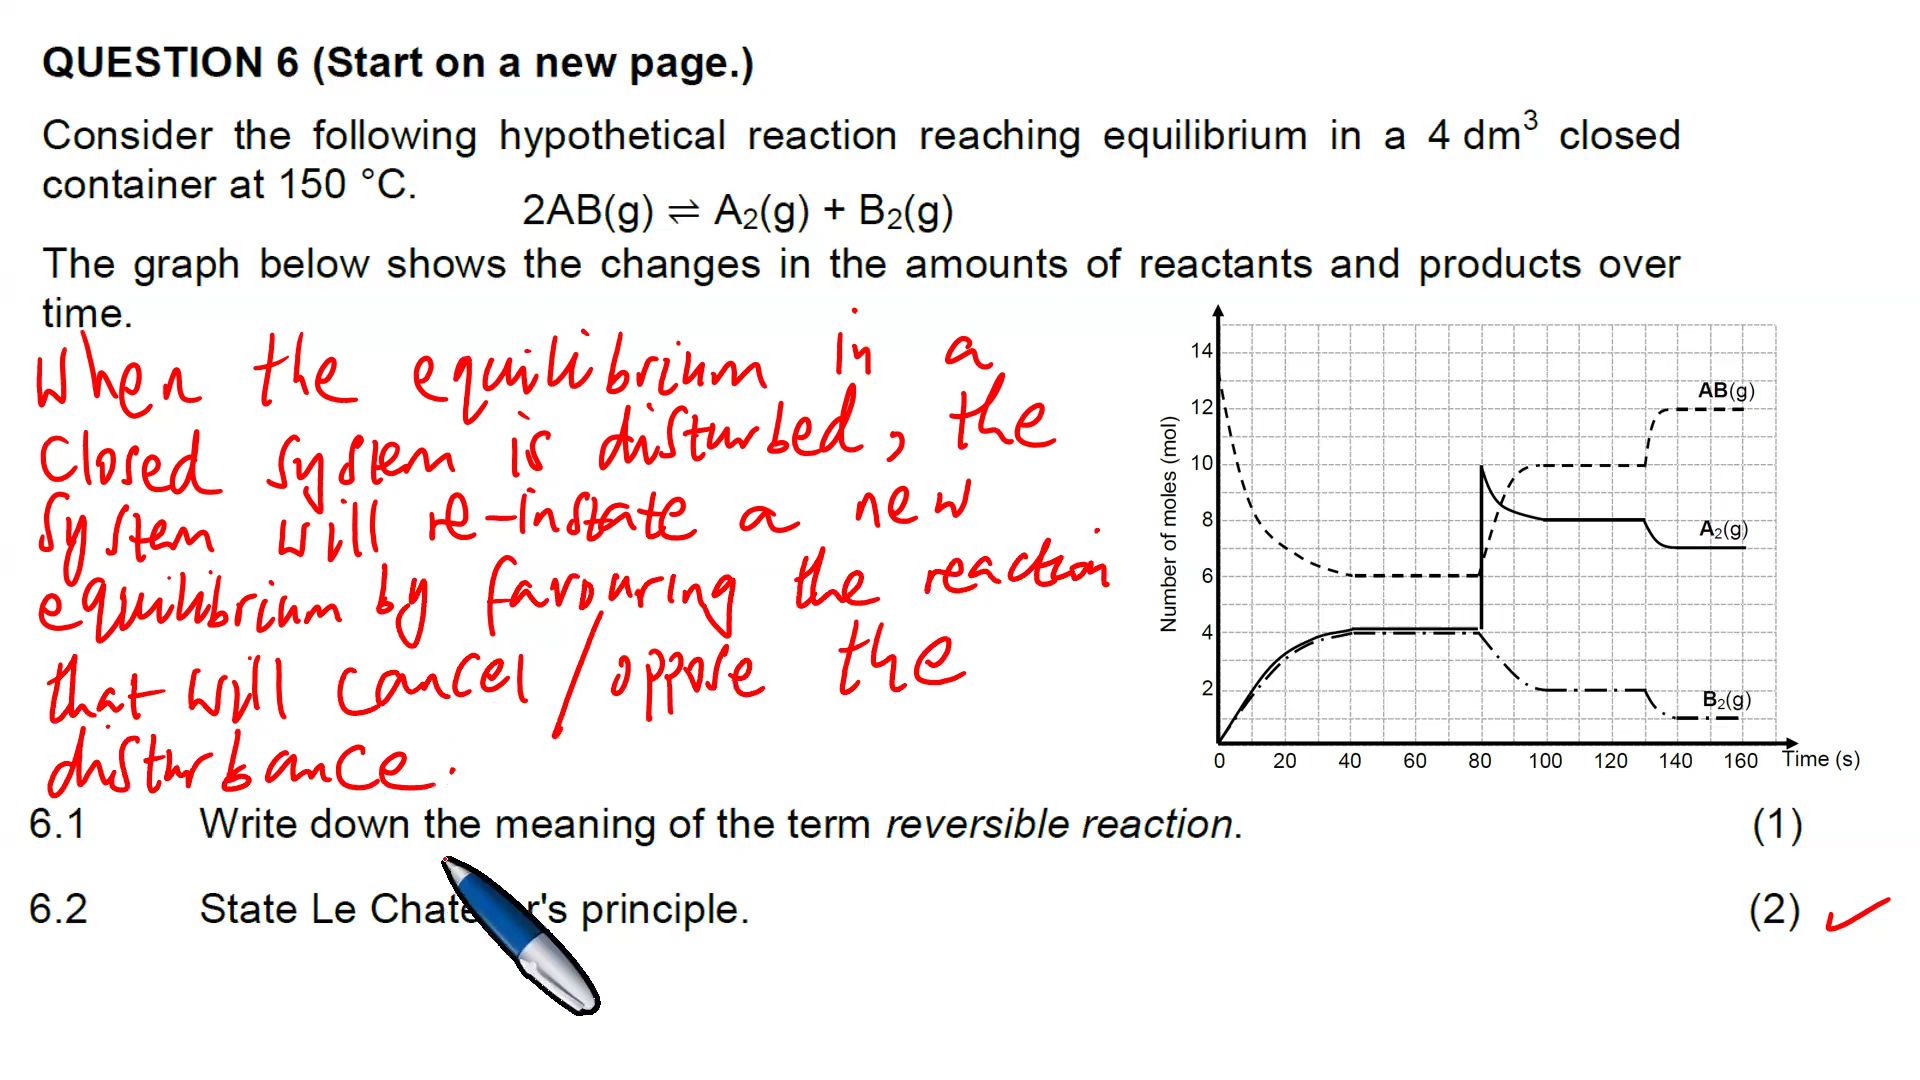 QUESTION 6 (Start on a new page.)
Consider the following hypothetical reaction reaching equilibrium in a 4 dm³ closed
container at 150 °C.
2AB(g) ⇌ A₂(g) + B₂(g)
The graph below shows the changes in the amounts of reactants and products over
time.
When the equilibrium in a
closed system is disturbed, the
system will re-instate a new
equilibrium by favouring the reaction
that will cancel/oppose the
disturbance.
Number of moles (mol)
14
12
10
8
6
4
2
AB(g)
A₂(g)
B₂(g)
0 20 40 60 80 100 120 140 160 Time (s)
6.1 Write down the meaning of the term reversible reaction. (1)
6.2 State Le 's principle. (2)